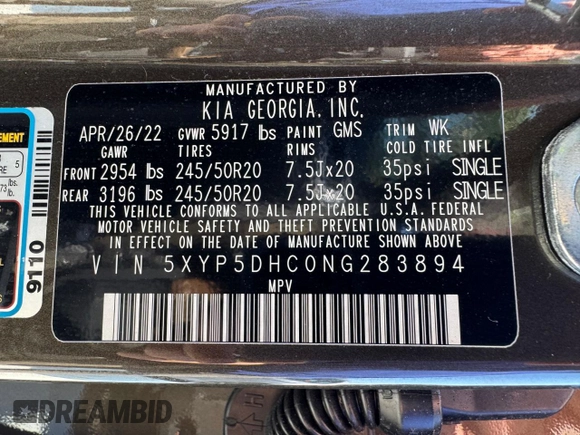 MANUFACTURED BY
KIA GEORGIA, INC.
APR/26/22 GVWR 5917 lbs PAINT GMS TRIM WK
GAWR TIRES RIMS COLD TIRE INFL
FRONT 2954 lbs 245/50R20 7.5Jx20 35psi SINGLE
REAR 3196 lbs 245/50R20 7.5Jx20 35psi SINGLE
THIS VEHICLE CONFORMS TO ALL APPLICABLE U.S.A. FEDERAL
MOTOR VEHICLE SAFETY AND THEFT PREVENTION STANDARDS
IN EFFECT ON THE DATE OF MANUFACTURE SHOWN ABOVE
VIN 5XYP5DHC0NG283894
MPV
5
lbs.
9110
DREAMBID